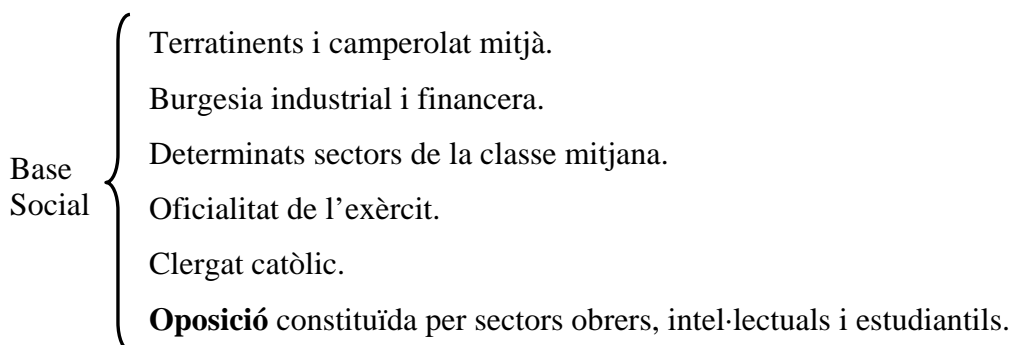 Base
Social
Terratinents i camperolat mitjà.
Burgesia industrial i financera.
Determinats sectors de la classe mitjana.
Oficialitat de l’exèrcit.
Clergat catòlic.
Oposició constituïda per sectors obrers, intel·lectuals i estudiantils.